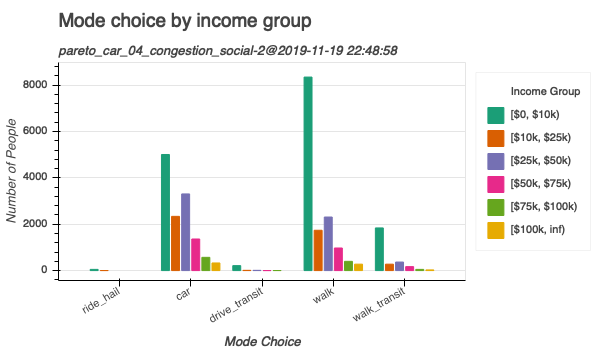 Mode choice by income group
pareto_car_04_congestion_social-2@2019-11-19 22:48:58
Number of People
8000
6000
4000
2000
0
ride_hail
car
drive_transit
walk
walk_transit
Mode Choice
Income Group
[$0, $10k)
[$10k, $25k)
[$25k, $50k)
[$50k, $75k)
[$75k, $100k)
[$100k, inf)